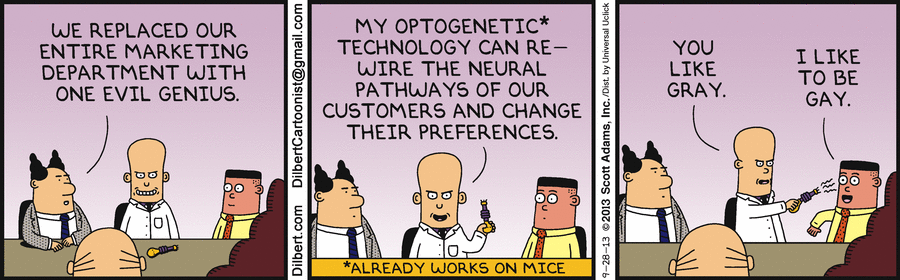 WE REPLACED OUR
ENTIRE MARKETING
DEPARTMENT WITH
ONE EVIL GENIUS.
Dilbert.com DilbertCartoonist@gmail.com
MY OPTOGENETIC*
TECHNOLOGY CAN RE—
WIRE THE NEURAL
PATHWAYS OF OUR
CUSTOMERS AND CHANGE
THEIR PREFERENCES.
*ALREADY WORKS ON MICE
9-28-13 © 2013 Scott Adams, Inc. /Dist. by Universal Uclick
YOU
LIKE
GRAY.
I LIKE
TO BE
GAY.